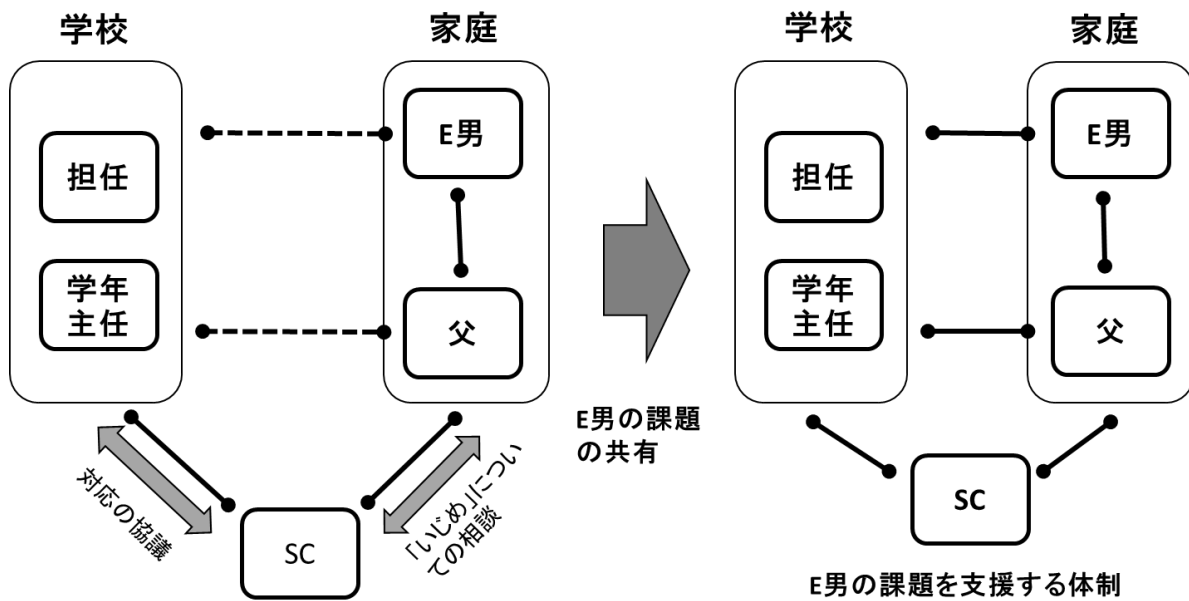 学校
家庭
E男
担任
学年
主任
父
対応の協議
「いじめ」につい
ての相談
SC
E男の課題
の共有
学校
家庭
E男
担任
学年
主任
父
SC
E男の課題を支援する体制